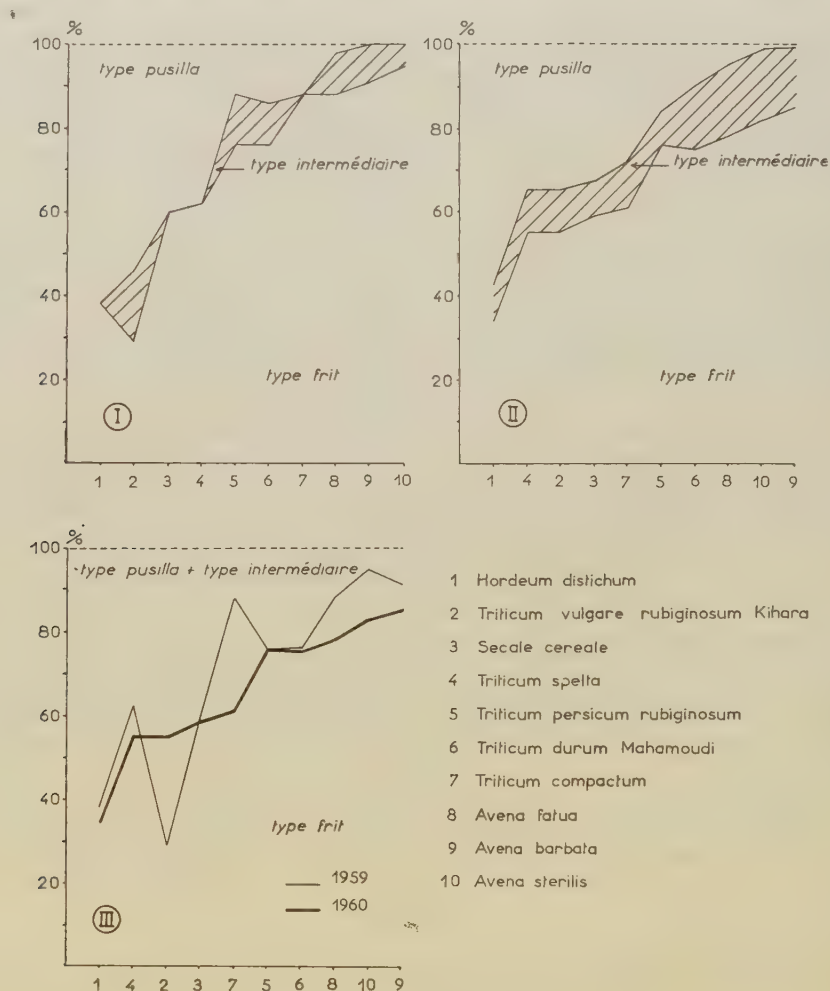 %
100
type pusilla
80
type intermédiaire
60
40
20
type frit
I
1 2 3 4 5 6 7 8 9 10
%
100
type pusilla
80
type intermédiaire
60
40
20
type frit
II
1 4 2 3 7 5 6 8 10 9
%
100
type pusilla + type intermédiaire
80
60
40
type frit
20
1959
1960
III
1 4 2 3 7 5 6 8 10 9
1 Hordeum distichum
2 Triticum vulgare rubiginosum Kihara
3 Secale cereale
4 Triticum spelta
5 Triticum persicum rubiginosum
6 Triticum durum Mahamoudi
7 Triticum compactum
8 Avena fatua
9 Avena barbata
10 Avena sterilis